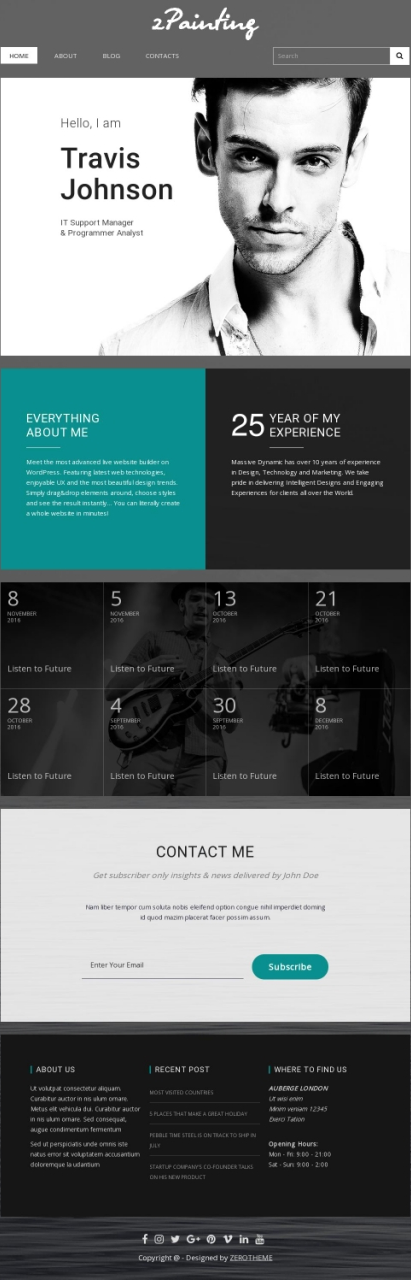 2Painting
HOME ABOUT BLOG CONTACTS Search
Hello, I am
Travis
Johnson
IT Support Manager
& Programmer Analyst
EVERYTHING
ABOUT ME
Meet the most advanced live website builder on
WordPress. Featuring latest web technologies,
enjoyable UX and the most beautiful design trends.
Simply drag&drop elements around, choose styles
and see the result instantly... You can literally create
a whole website in minutes!
25 YEAR OF MY
EXPERIENCE
Massive Dynamic has over 10 years of experience
in Design, Technology and Marketing. We take
pride in delivering Intelligent Designs and Engaging
Experiences for clients all over the World.
8
NOVEMBER
2016
Listen to Future
5
NOVEMBER
2016
Listen to Future
13
OCTOBER
2016
Listen to Future
21
OCTOBER
2016
Listen to Future
28
OCTOBER
2016
Listen to Future
4
SEPTEMBER
2016
Listen to Future
30
SEPTEMBER
2016
Listen to Future
8
DECEMBER
2016
Listen to Future
CONTACT ME
Get subscriber only insights & news delivered by John Doe
Nam liber tempor cum soluta nobis eleifend option congue nihil imperdiet doming
id quod mazim placerat facer possim assum.
Enter Your Email
Subscribe
ABOUT US
Ut volutpat consectetur aliquam.
Curabitur auctor in nis ulum ornare.
Metus elit vehicula dui. Curabitur auctor
in nis ulum ornare. Sed consequat,
augue condimentum fermentum
Sed ut perspiciatis unde omnis iste
natus error sit voluptatem accusantium
doloremque la udantium
RECENT POST
MOST VISITED COUNTRIES
5 PLACES THAT MAKE A GREAT HOLIDAY
PEBBLE TIME STEEL IS ON TRACK TO SHIP IN
JULY
STARTUP COMPANY'S CO-FOUNDER TALKS
ON HIS NEW PRODUCT
WHERE TO FIND US
AUBERGE LONDON
Ut wisi enim
Minim veniam 12345
Exerci Tation
Opening Hours:
Mon - Fri: 9:00 - 21:00
Sat - Sun: 9:00 - 2:00
Copyright @ - Designed by ZEROTHEME